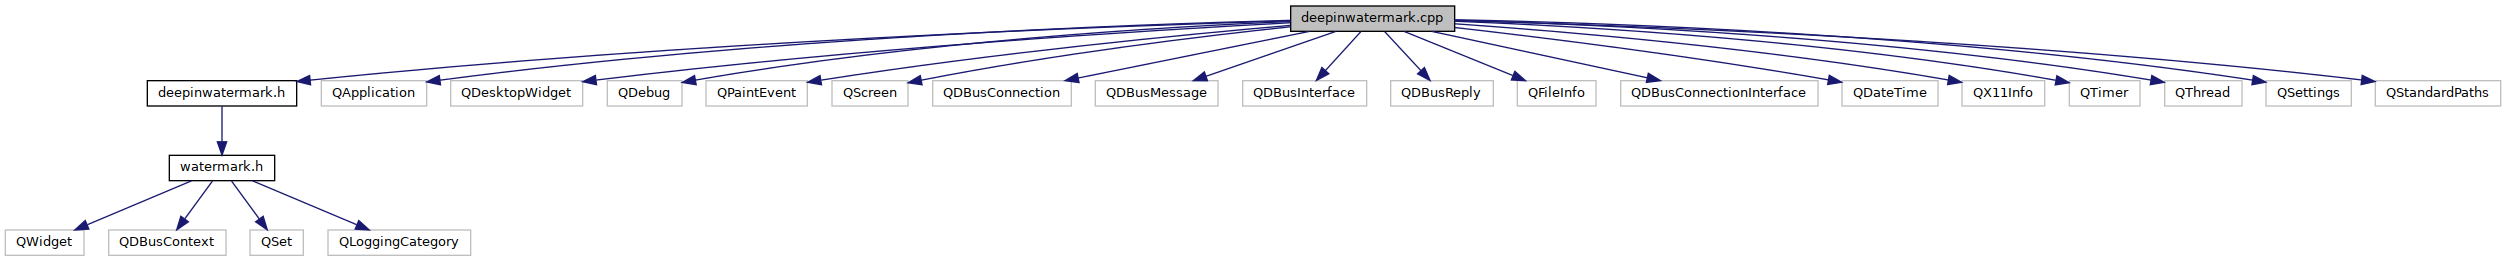 deepinwatermark.cpp
deepinwatermark.h
QApplication
QDesktopWidget
QDebug
QPaintEvent
QScreen
QDBusConnection
QDBusMessage
QDBusInterface
QDBusReply
QFileInfo
QDBusConnectionInterface
QDateTime
QX11Info
QTimer
QThread
QSettings
QStandardPaths
watermark.h
QWidget
QDBusContext
QSet
QLoggingCategory